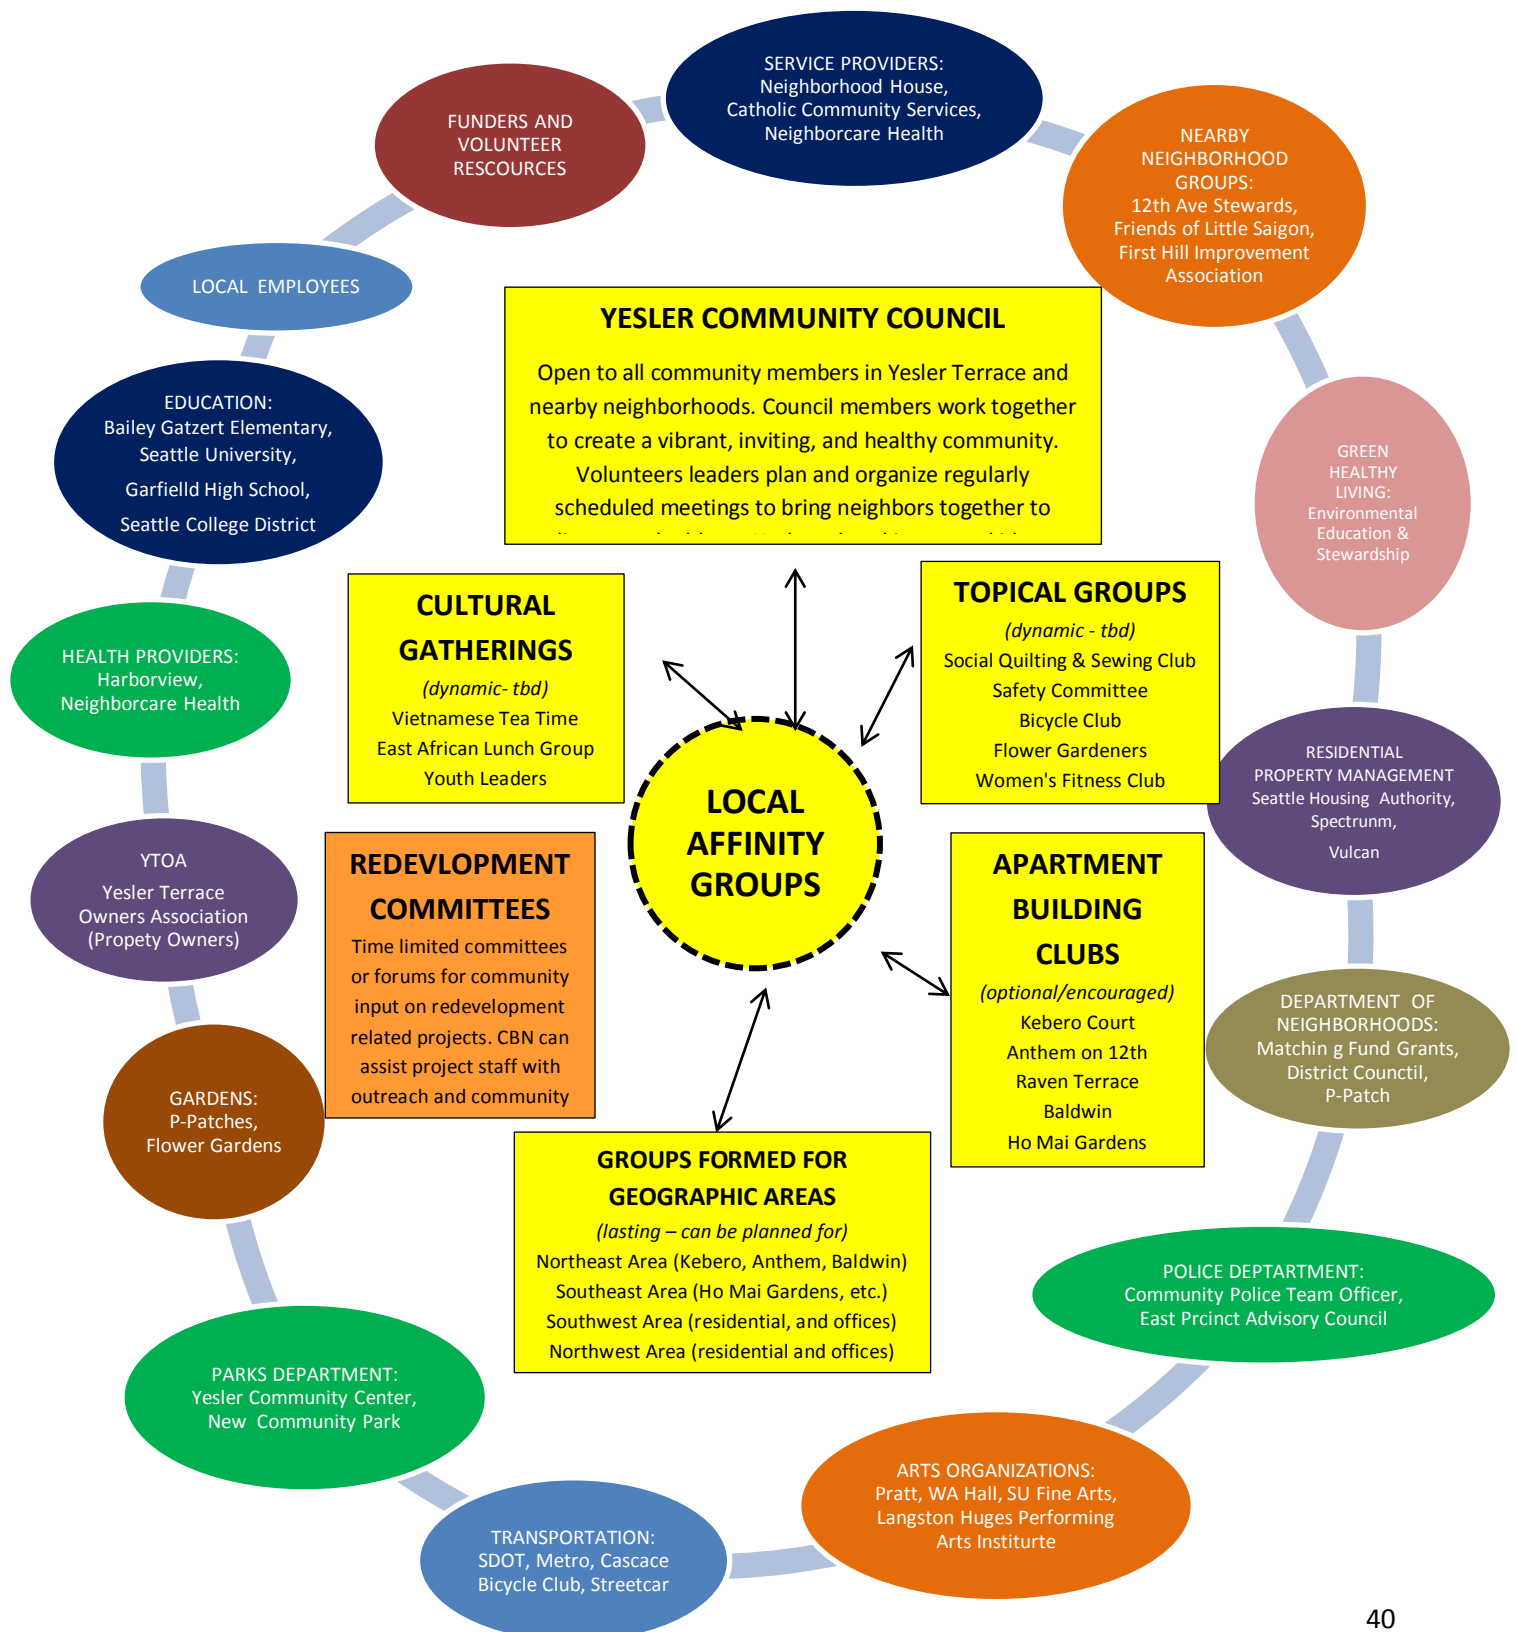 SERVICE PROVIDERS:
Neighborhood House,
Catholic Community Services,
Neighborcare Health
FUNDERS AND
VOLUNTEER
RESCOURCES
NEARBY
NEIGHBORHOOD
GROUPS:
12th Ave Stewards,
Friends of Little Saigon,
First Hill Improvement
Association
LOCAL EMPLOYEES
YESLER COMMUNITY COUNCIL
Open to all community members in Yesler Terrace and
nearby neighborhoods. Council members work together
to create a vibrant, inviting, and healthy community.
Volunteers leaders plan and organize regularly
scheduled meetings to bring neighbors together to
EDUCATION:
Bailey Gatzert Elementary,
Seattle University,
Garfielld High School,
Seattle College District
GREEN
HEALTHY
LIVING:
Environmental
Education &
Stewardship
CULTURAL
GATHERINGS
(dynamic- tbd)
Vietnamese Tea Time
East African Lunch Group
Youth Leaders
TOPICAL GROUPS
(dynamic - tbd)
Social Quilting & Sewing Club
Safety Committee
Bicycle Club
Flower Gardeners
Women's Fitness Club
HEALTH PROVIDERS:
Harborview,
Neighborcare Health
RESIDENTIAL
PROPERTY MANAGEMENT
Seattle Housing Authority,
Spectrunm,
Vulcan
LOCAL
AFFINITY
GROUPS
YTOA
Yesler Terrace
Owners Association
(Propety Owners)
REDEVLOPMENT
COMMITTEES
Time limited committees
or forums for community
input on redevelopment
related projects. CBN can
assist project staff with
outreach and community
APARTMENT
BUILDING
CLUBS
(optional/encouraged)
Kebero Court
Anthem on 12th
Raven Terrace
Baldwin
Ho Mai Gardens
DEPARTMENT OF
NEIGHBORHOODS:
Matchin g Fund Grants,
District Counctil,
P-Patch
GARDENS:
P-Patches,
Flower Gardens
GROUPS FORMED FOR
GEOGRAPHIC AREAS
(lasting – can be planned for)
Northeast Area (Kebero, Anthem, Baldwin)
Southeast Area (Ho Mai Gardens, etc.)
Southwest Area (residential, and offices)
Northwest Area (residential and offices)
POLICE DEPTARTMENT:
Community Police Team Officer,
East Prcinct Advisory Council
PARKS DEPARTMENT:
Yesler Community Center,
New Community Park
ARTS ORGANIZATIONS:
Pratt, WA Hall, SU Fine Arts,
Langston Huges Performing
Arts Institurte
TRANSPORTATION:
SDOT, Metro, Cascace
Bicycle Club, Streetcar
40